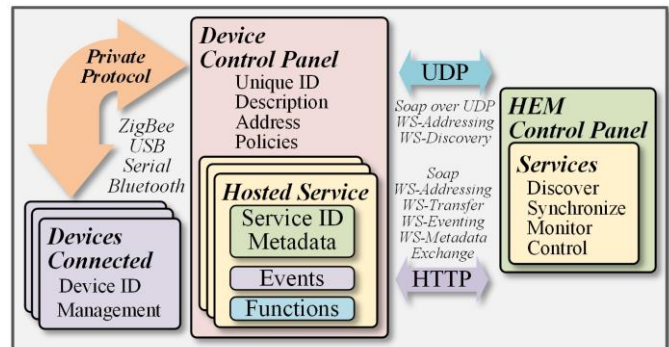 Private
Protocol
ZigBee
USB
Serial
Bluetooth
Devices
Connected
Device ID
Management
Device
Control Panel
Unique ID
Description
Address
Policies
Hosted Service
Service ID
Metadata
Events
Functions
UDP
Soap over UDP
WS-Addressing
WS-Discovery
Soap
WS-Addressing
WS-Transfer
WS-Eventing
WS-Metadata
Exchange
HTTP
HEM
Control Panel
Services
Discover
Synchronize
Monitor
Control